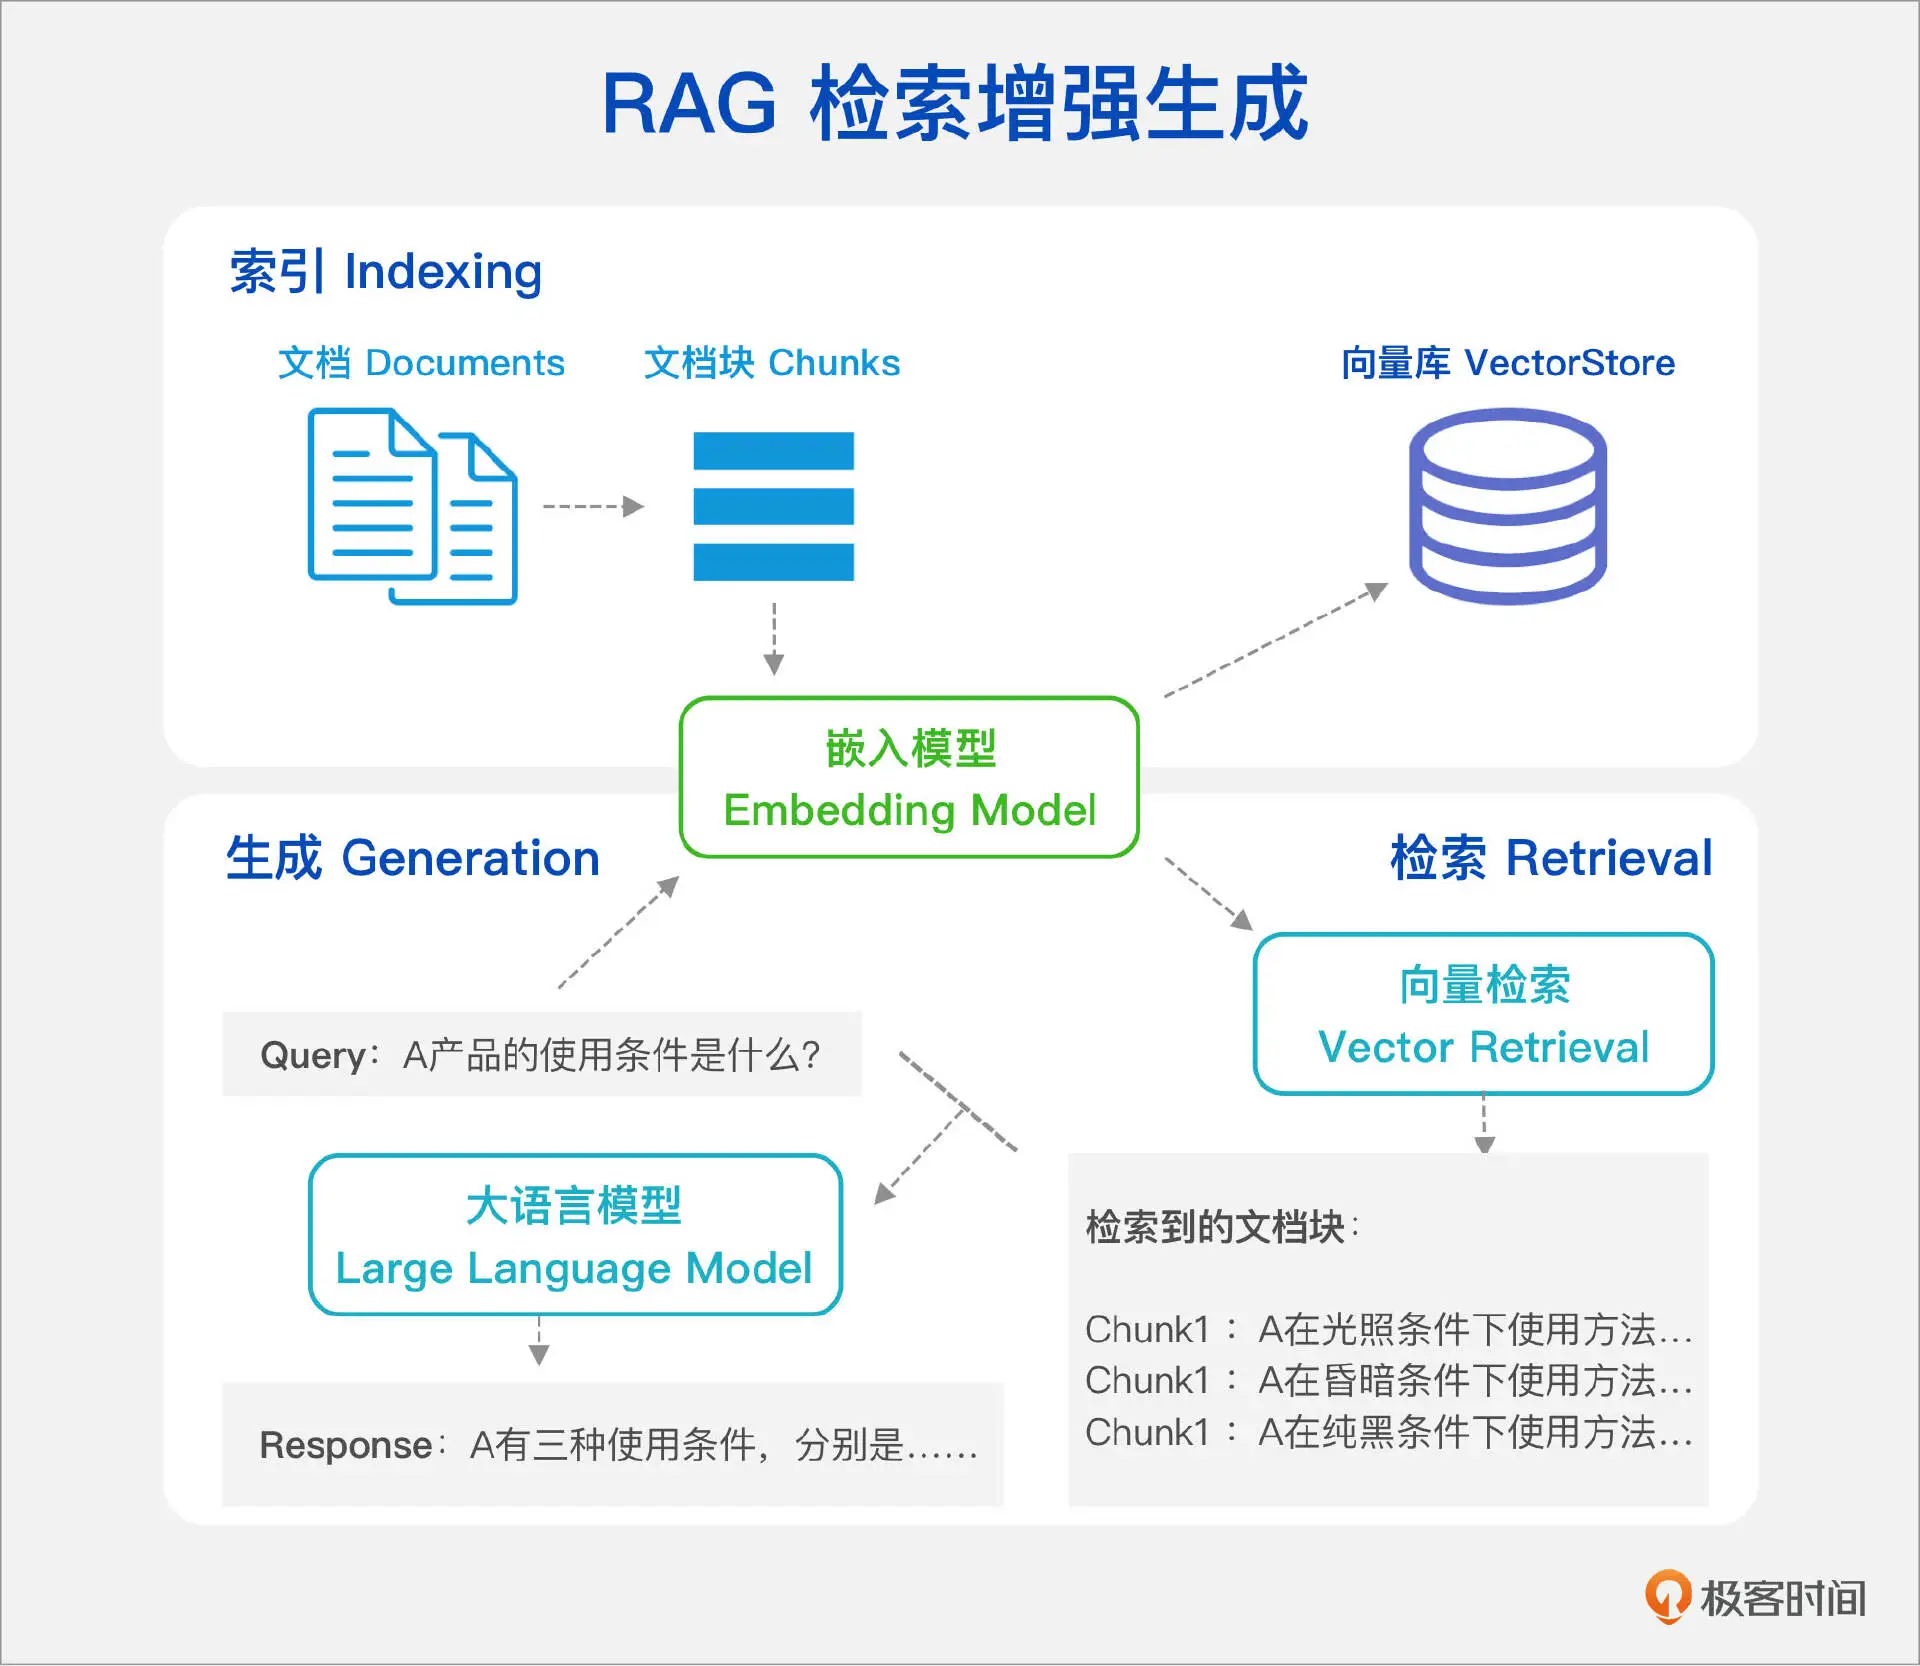 RAG 检索增强生成
索引 Indexing
文档 Documents
文档块 Chunks
向量库 VectorStore
嵌入模型
Embedding Model
生成 Generation
检索 Retrieval
向量检索
Vector Retrieval
Query：A产品的使用条件是什么？
大语言模型
Large Language Model
检索到的文档块：
Chunk1：A在光照条件下使用方法...
Chunk1：A在昏暗条件下使用方法...
Chunk1：A在纯黑条件下使用方法...
Response：A有三种使用条件，分别是……
极客时间